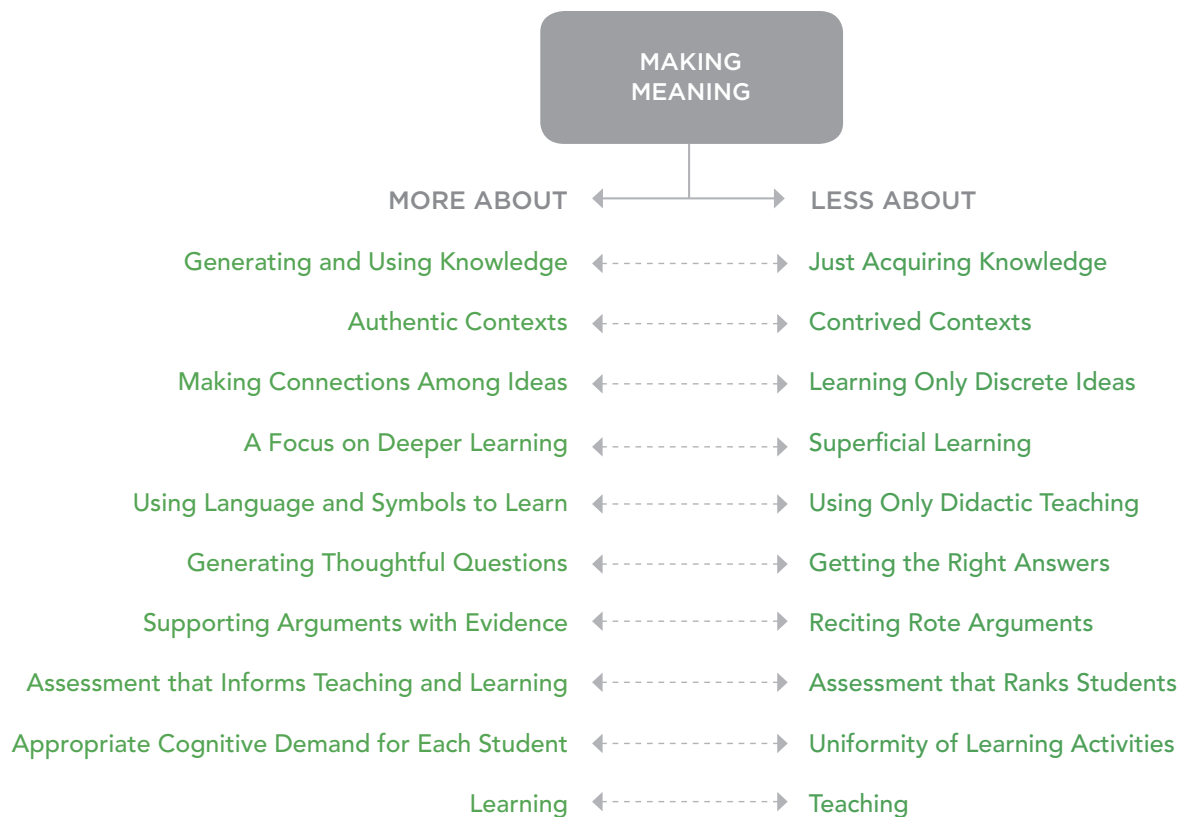 MAKING
MEANING
MORE ABOUT LESS ABOUT
Generating and Using Knowledge Just Acquiring Knowledge
Authentic Contexts Contrived Contexts
Making Connections Among Ideas Learning Only Discrete Ideas
A Focus on Deeper Learning Superficial Learning
Using Language and Symbols to Learn Using Only Didactic Teaching
Generating Thoughtful Questions Getting the Right Answers
Supporting Arguments with Evidence Reciting Rote Arguments
Assessment that Informs Teaching and Learning Assessment that Ranks Students
Appropriate Cognitive Demand for Each Student Uniformity of Learning Activities
Learning Teaching